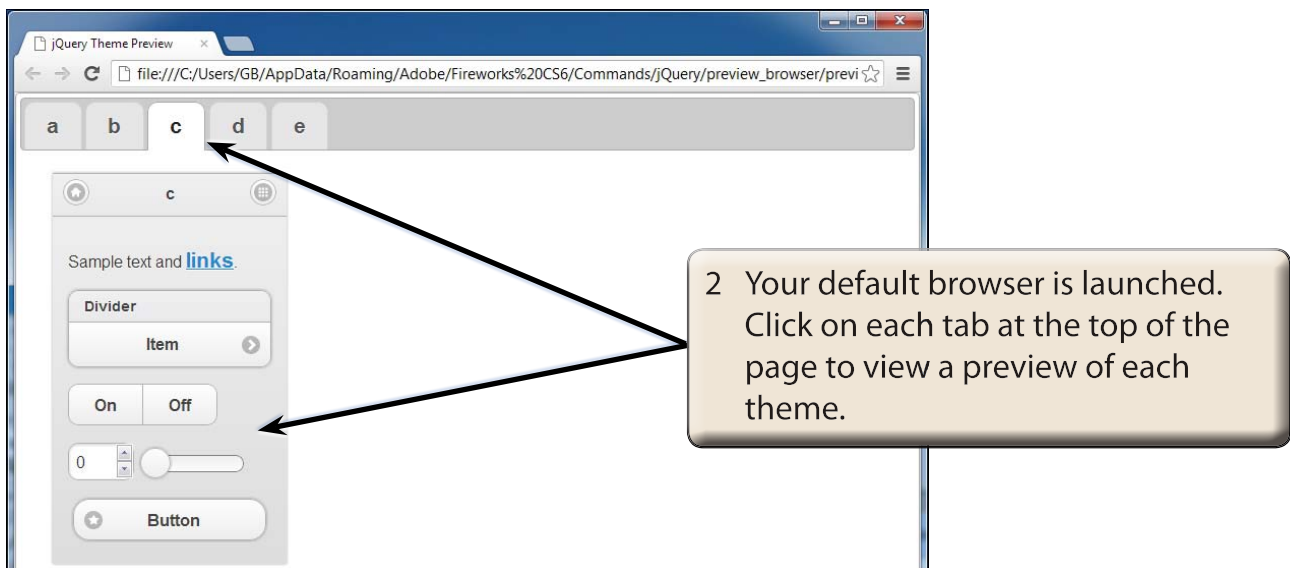 jQuery Theme Preview
file:///C:/Users/GB/AppData/Roaming/Adobe/Fireworks%20CS6/Commands/jQuery/preview_browser/previ
a b c d e
c
Sample text and links.
Divider
Item
On Off
0
Button
2 Your default browser is launched.
Click on each tab at the top of the
page to view a preview of each
theme.